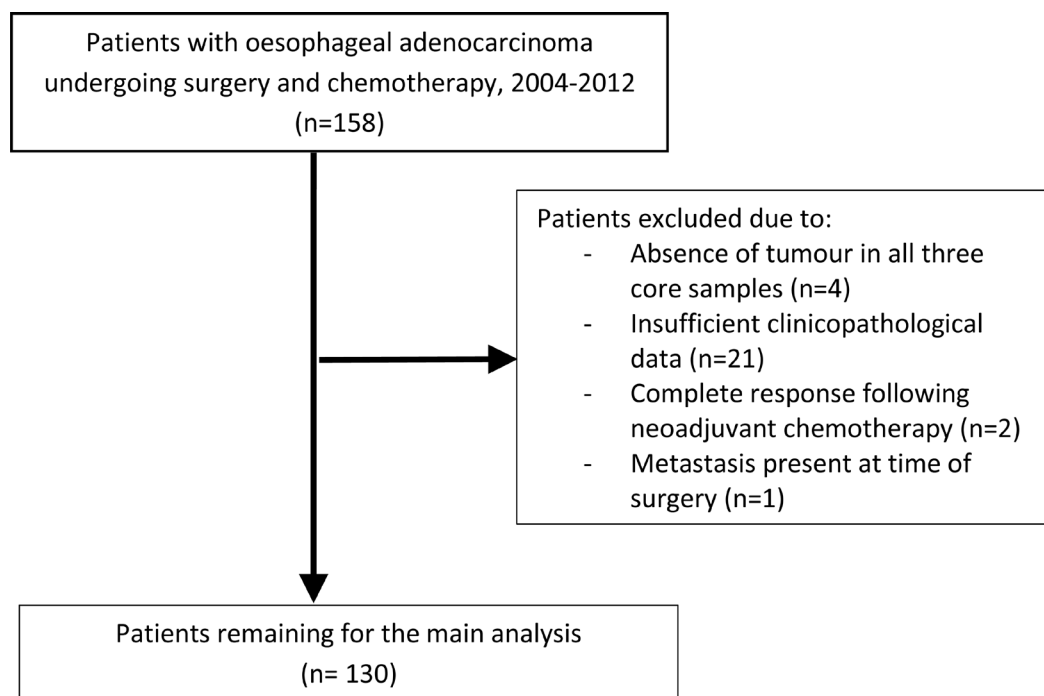 Patients with oesophageal adenocarcinoma
undergoing surgery and chemotherapy, 2004-2012
(n=158)
Patients excluded due to:
- Absence of tumour in all three
core samples (n=4)
- Insufficient clinicopathological
data (n=21)
- Complete response following
neoadjuvant chemotherapy (n=2)
- Metastasis present at time of
surgery (n=1)
Patients remaining for the main analysis
(n= 130)